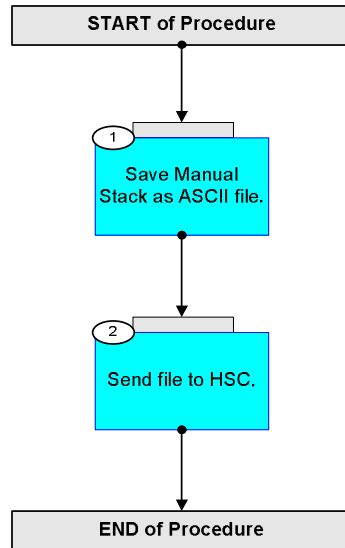 START of Procedure
1
Save Manual
Stack as ASCII file.
2
Send file to HSC.
END of Procedure